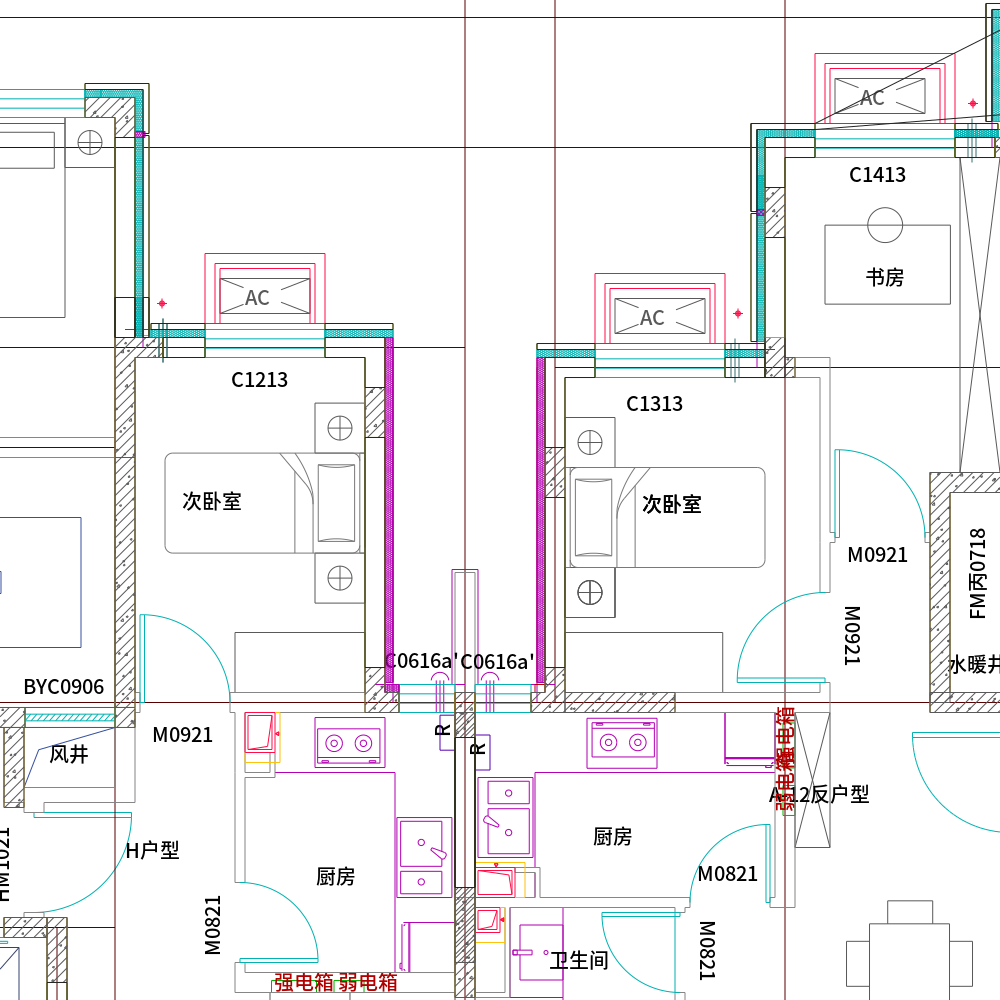 AC
C1413
书房
AC
AC
C1213
C1313
次卧室
次卧室
M0921
FM丙0718
M0921
水暖井
C0616a'
C0616a'
BYC0906
M0921
风井
R
R
强电箱
弱电箱
A-12反户型
H户型
HM1021
厨房
厨房
M0821
M0821
M0821
卫生间
强电箱
弱电箱